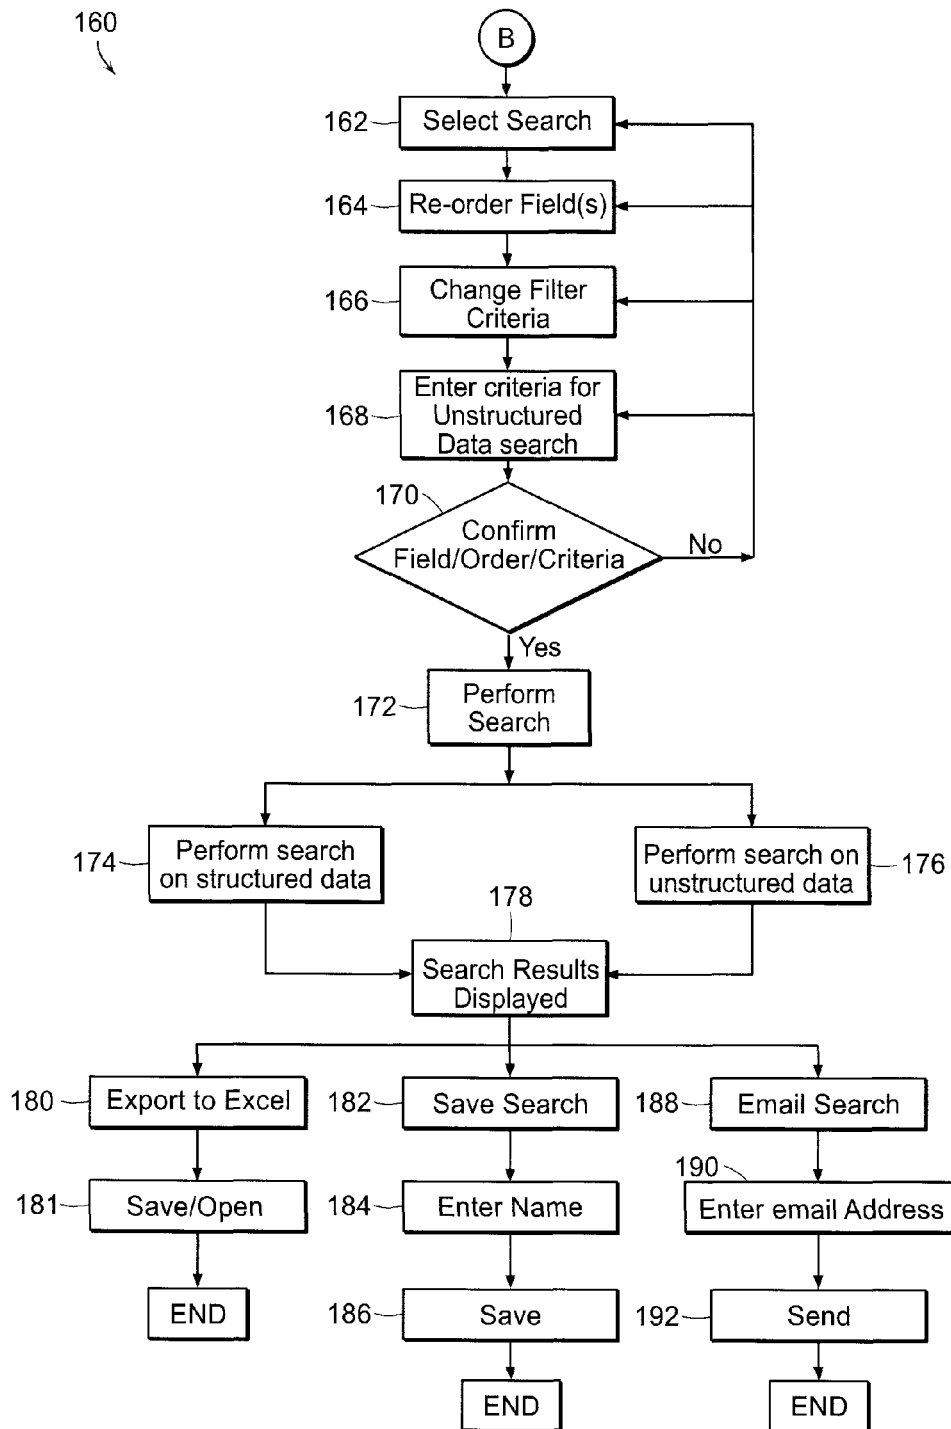 160
B
162
Select Search
164
Re-order Field(s)
166
Change Filter
Criteria
168
Enter criteria for
Unstructured
Data search
170
Confirm
Field/Order/Criteria
No
Yes
172
Perform
Search
174
Perform search
on structured data
Perform search on
unstructured data
176
178
Search Results
Displayed
180
Export to Excel
182
Save Search
188
Email Search
181
Save/Open
184
Enter Name
190
Enter email Address
END
186
Save
192
Send
END
END